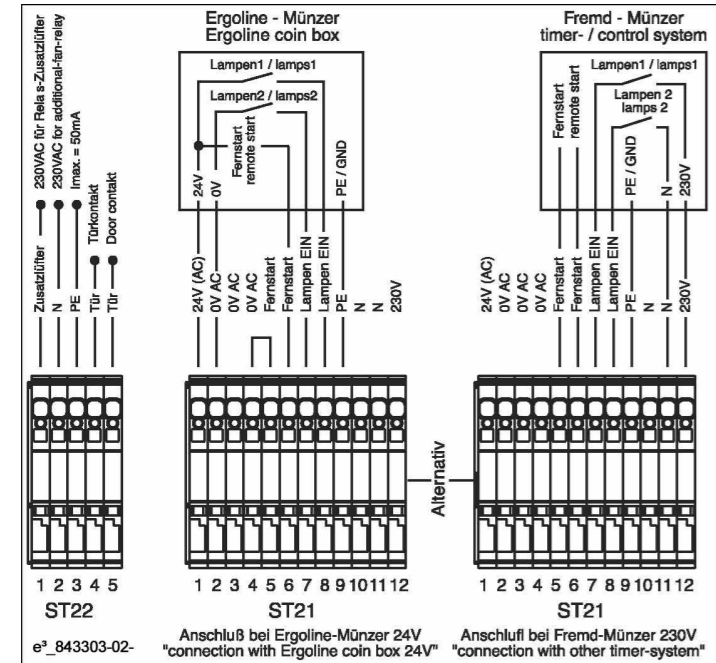 230VAC für Rela s-Zusatzlüfter
230VAC for additional-fan-relay
Imax. = 50mA
Türkontakt
Door contakt
Zusatzlüfter
N
PE
Tür
Tür
1 2 3 4 5
ST22
e³_843303-02-
Ergoline - Münzer
Ergoline coin box
Lampen1 / lamps1
Lampen2 / lamps2
Fernstart
remote start
24V
0V
PE / GND
24V (AC)
0V AC
0V AC
0V AC
Fernstart
Fernstart
Lampen EIN
Lampen EIN
PE
N
N
230V
1 2 3 4 5 6 7 8 9 10 11 12
ST21
Anschluß bei Ergoline-Münzer 24V
"connection with Ergoline coin box 24V"
Alternativ
Fremd - Münzer
timer- / control system
Lampen1 / lamps1
Lampen 2
lamps 2
Fernstart
remote start
PE / GND
N
230V
24V (AC)
0V AC
0V AC
0V AC
Fernstart
Fernstart
Lampen EIN
Lampen EIN
PE
N
N
230V
1 2 3 4 5 6 7 8 9 10 11 12
ST21
Anschlufl bei Fremd-Münzer 230V
"connection with other timer-system"